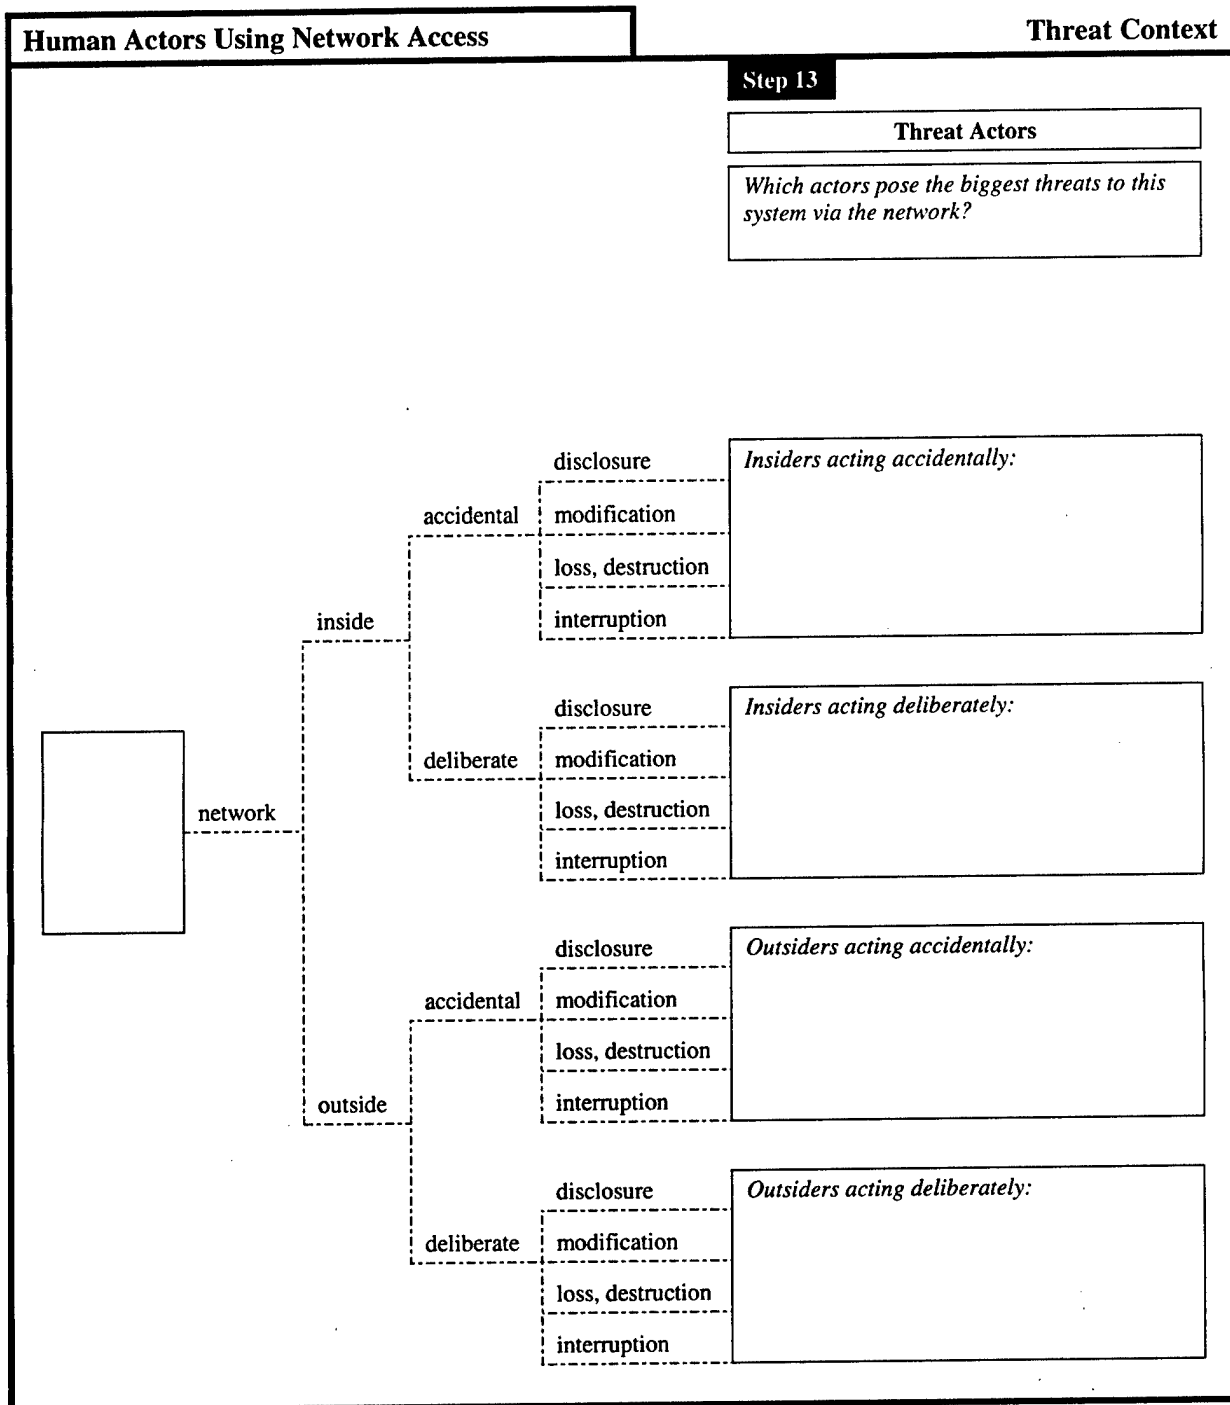 Human Actors Using Network Access
Threat Context
Step 13
Threat Actors
Which actors pose the biggest threats to this
system via the network?
disclosure
Insiders acting accidentally:
accidental
modification
loss, destruction
inside
interruption
disclosure
Insiders acting deliberately:
deliberate
modification
network
loss, destruction
interruption
disclosure
Outsiders acting accidentally:
accidental
modification
loss, destruction
outside
interruption
disclosure
Outsiders acting deliberately:
deliberate
modification
loss, destruction
interruption